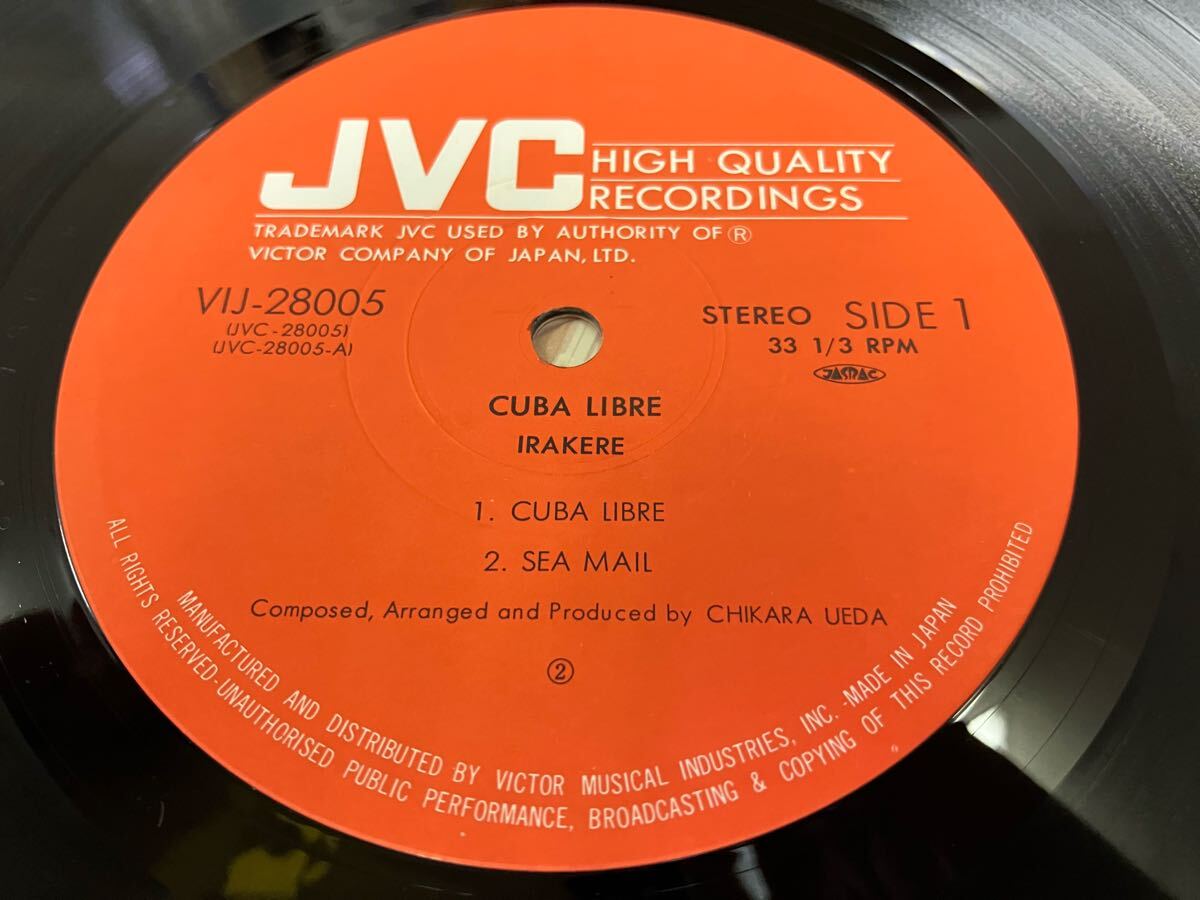 JVC HIGH QUALITY
RECORDINGS
TRADEMARK JVC USED BY AUTHORITY OF ®
VICTOR COMPANY OF JAPAN, LTD.
VIJ-28005
(JVC-28005)
(JVC-28005-A)
STEREO SIDE 1
33 1/3 RPM
JASRAC
CUBA LIBRE
IRAKERE
1. CUBA LIBRE
2. SEA MAIL
Composed, Arranged and Produced by CHIKARA UEDA
②
MANUFACTURED AND DISTRIBUTED BY VICTOR MUSICAL INDUSTRIES, INC. MADE IN JAPAN
ALL RIGHTS RESERVED-UNAUTHORISED PUBLIC PERFORMANCE, BROADCASTING & COPYING OF THIS RECORD PROHIBITED